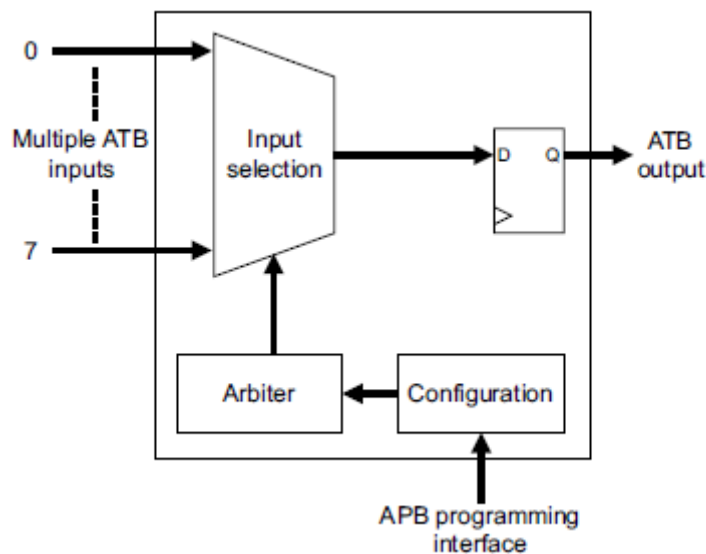 0
Multiple ATB
inputs
7
Input
selection
D
Q
ATB
output
Arbiter
Configuration
APB programming
interface